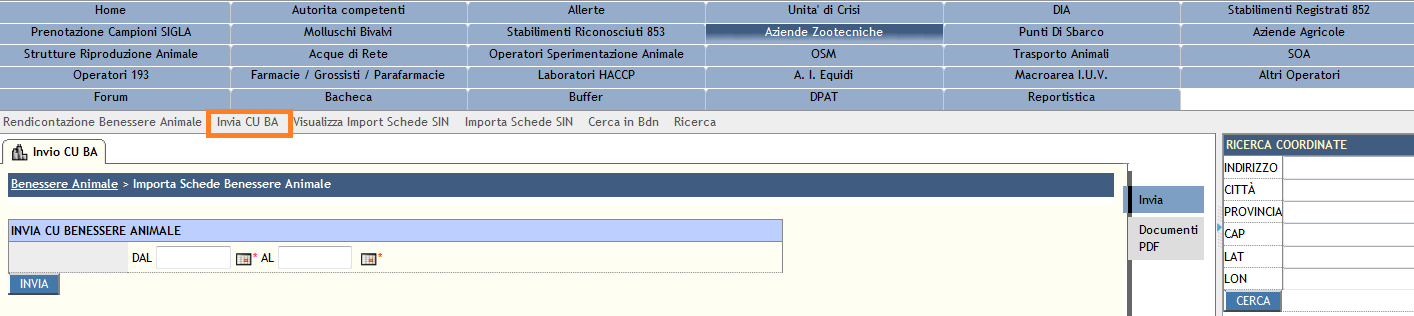 Home Autorita competenti Allerte Unita' di Crisi DIA Stabilimenti Registrati 852
Prenotazione Campioni SIGLA Molluschi Bivalvi Stabilimenti Riconosciuti 853 Aziende Zootecniche Punti Di Sbarco Aziende Agricole
Strutture Riproduzione Animale Acque di Rete Operatori Sperimentazione Animale OSM Trasporto Animali SOA
Operatori 193 Farmacie / Grossisti / Parafarmacie Laboratori HACCP A. I. Equidi Macroarea I.U.V. Altri Operatori
Forum Bacheca Buffer DPAT Reportistica
Rendicontazione Benessere Animale Invia CU BA Visualizza Import Schede SIN Importa Schede SIN Cerca in Bdn Ricerca
Invio CU BA
Benessere Animale > Importa Schede Benessere Animale
INVIA CU BENESSERE ANIMALE
DAL * AL *
INVIA
Invia
Documenti
PDF
RICERCA COORDINATE
INDIRIZZO
CITTÀ
PROVINCIA
CAP
LAT
LON
CERCA